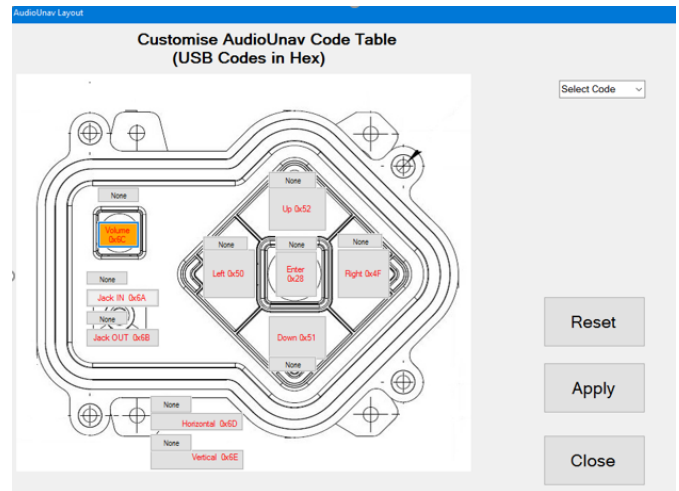 AudioUnav Layout
Customise AudioUnav Code Table
(USB Codes in Hex)
Select Code
None
Volume
0x6C
None
Jack IN 0x6A
None
Jack OUT 0x6B
None
Up 0x52
None
Left 0x50
None
Enter
0x28
None
Right 0x4F
Down 0x51
None
None
Horizontal 0x6D
None
Vertical 0x6E
Reset
Apply
Close